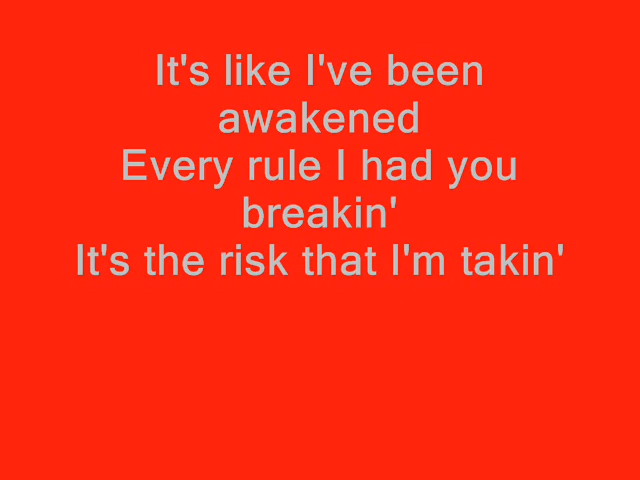 It's like I've been
awakened
Every rule I had you
breakin'
It's the risk that I'm takin'